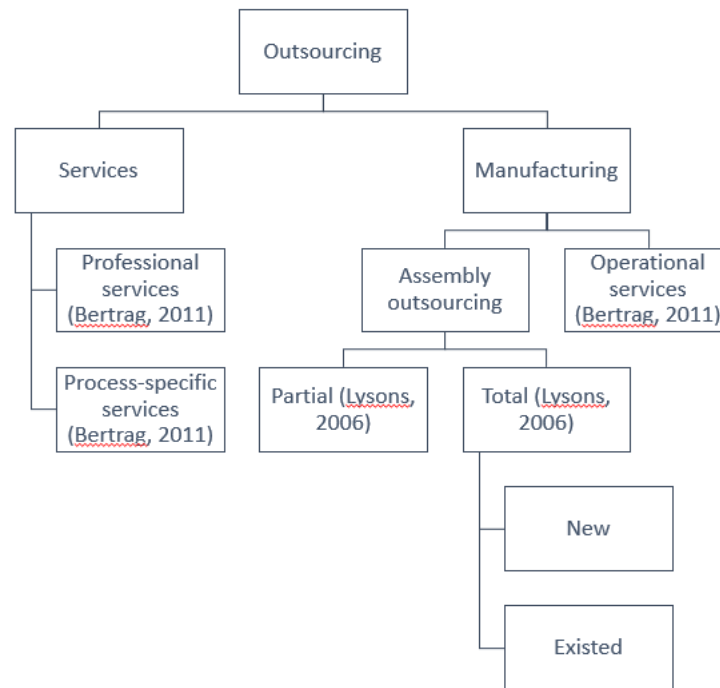 Outsourcing
Services
Manufacturing
Professional
services
(Bertrag, 2011)
Assembly
outsourcing
Operational
services
(Bertrag, 2011)
Process-specific
services
(Bertrag, 2011)
Partial (Lysons,
2006)
Total (Lysons,
2006)
New
Existed